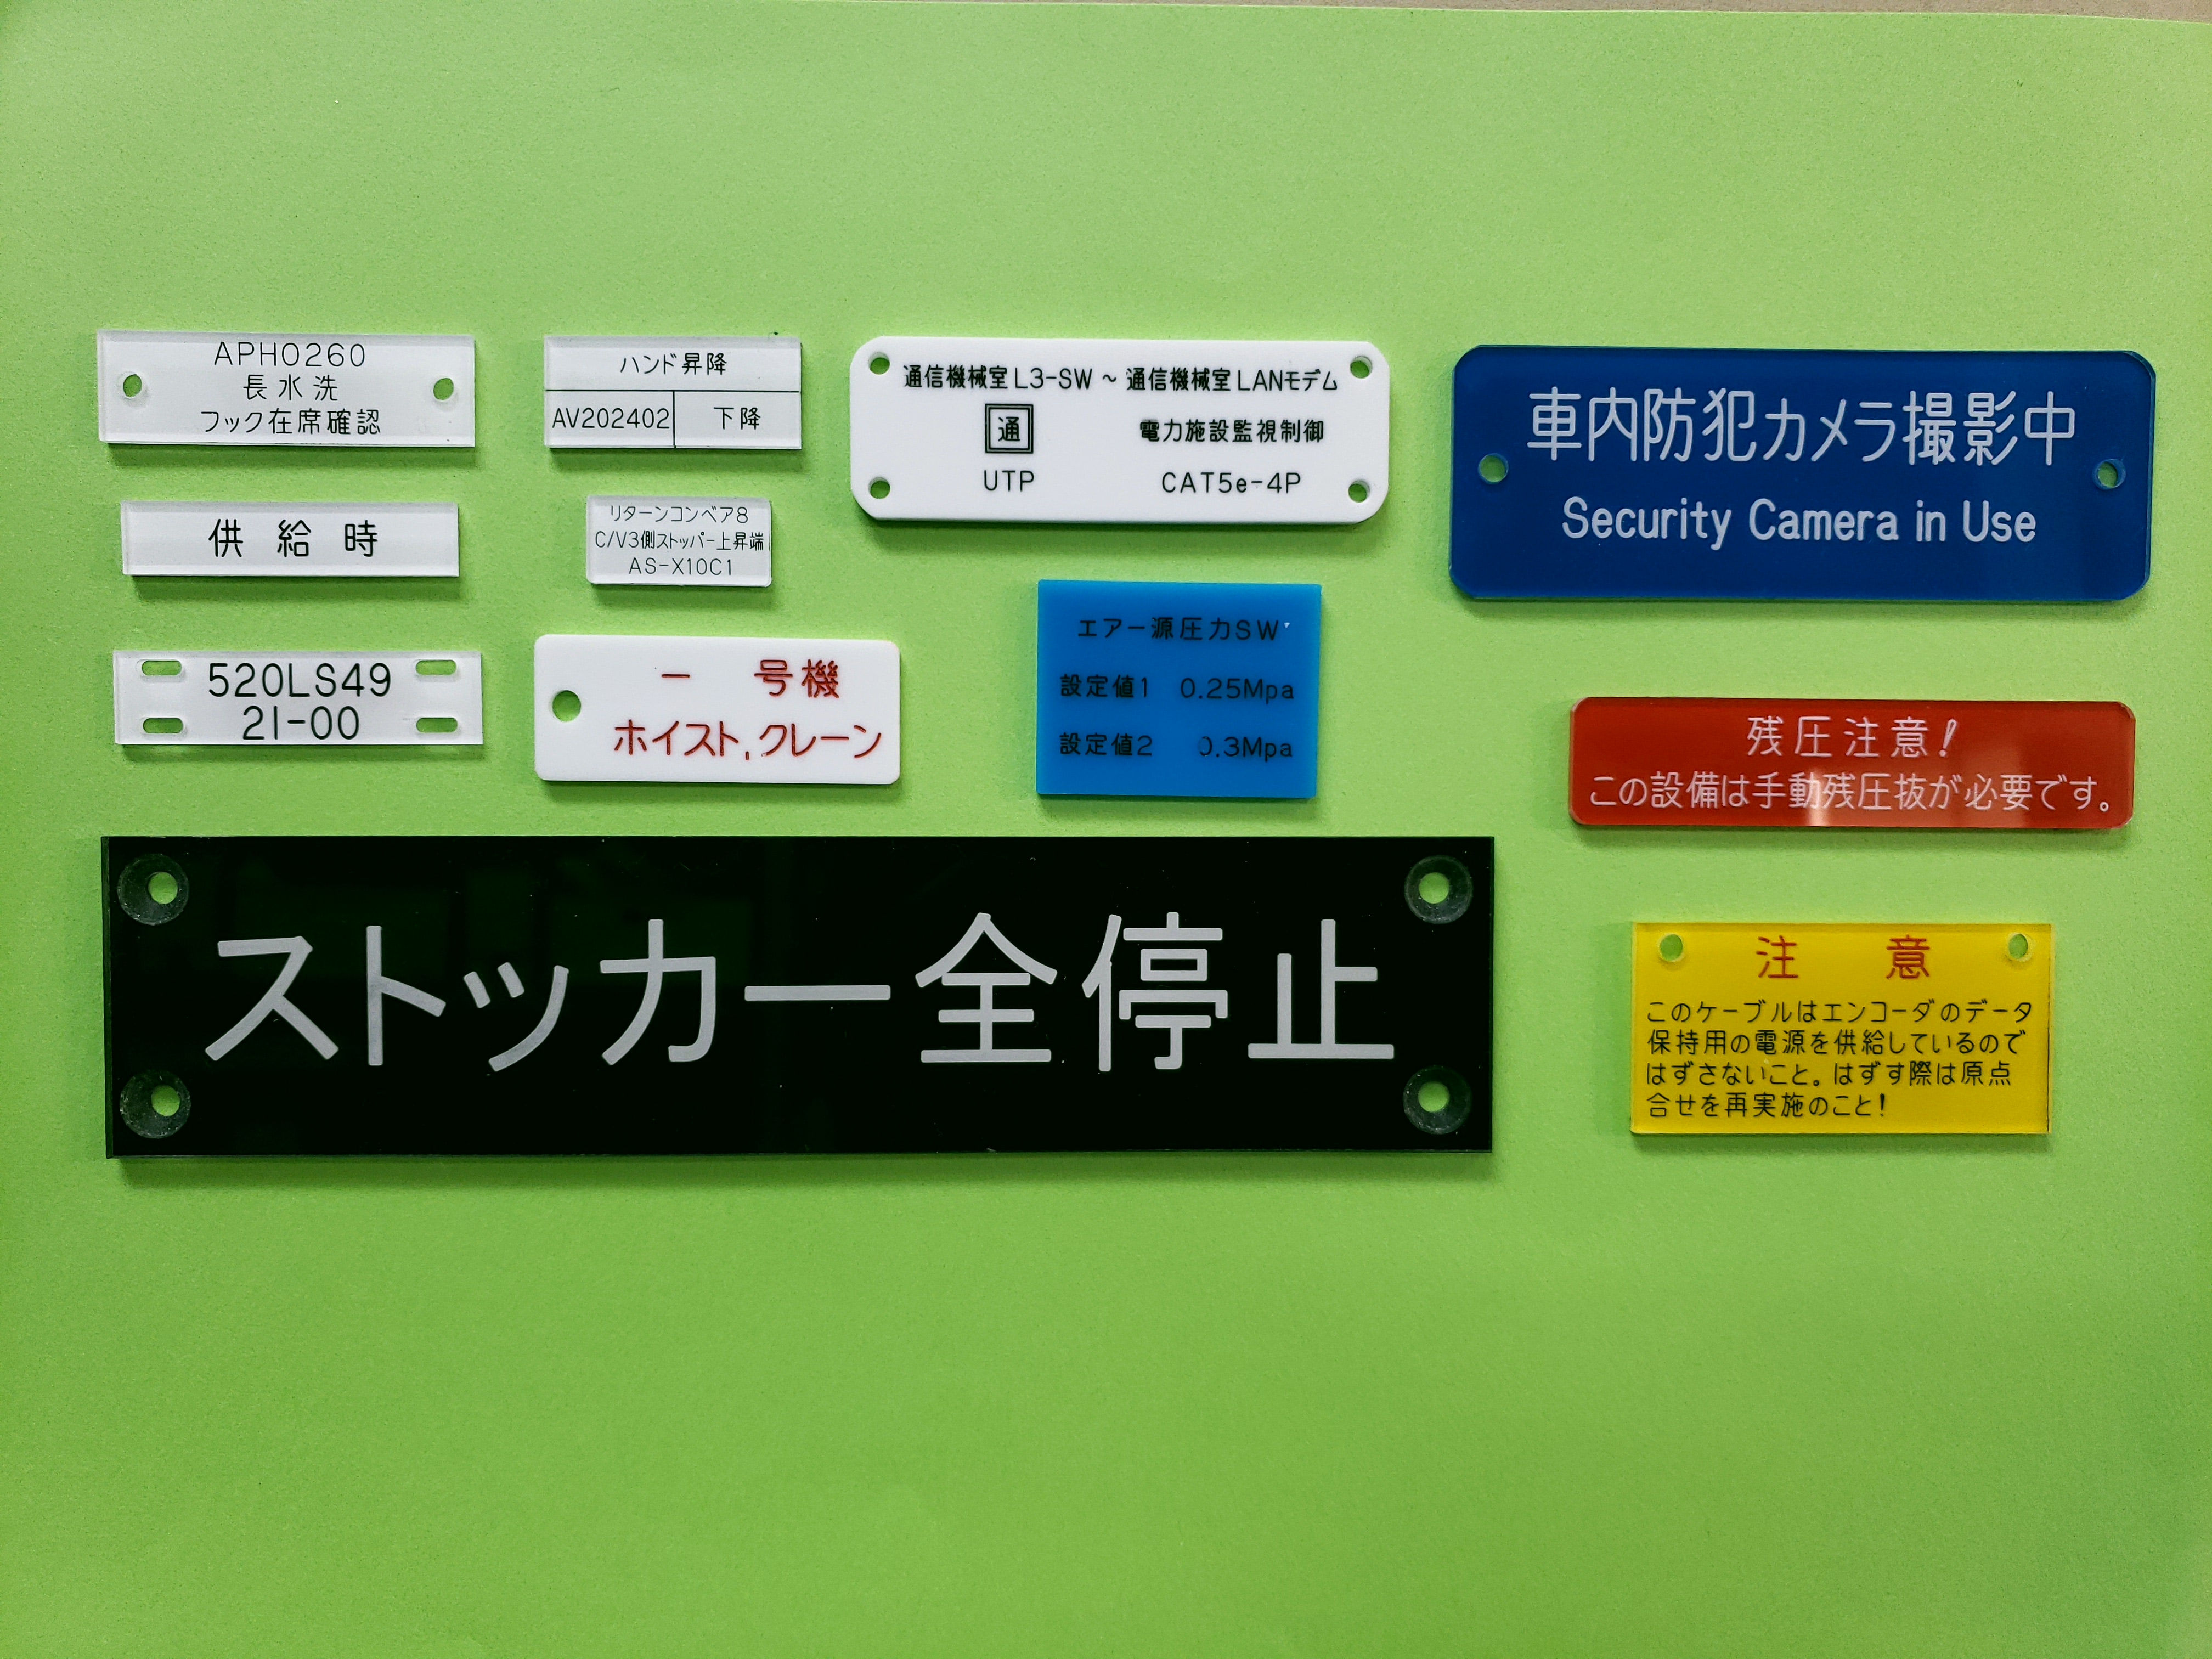 APH0260
長水洗
フック在席確認
ハンド昇降
AV202402 下降
通信機械室L3-SW ~ 通信機械室LANモデム
通 電力施設監視制御
UTP CAT5e-4P
車内防犯カメラ撮影中
Security Camera in Use
供給時
リターンコンベア8
C/V3側ストッパー上昇端
AS-X10C1
520LS49
21-00
一 号機
ホイスト,クレーン
エアー源圧力SW
設定値1 0.25Mpa
設定値2 0.3Mpa
残圧注意!
この設備は手動残圧抜が必要です。
ストッカー全停止
注 意
このケーブルはエンコーダのデータ
保持用の電源を供給しているので
はずさないこと。はずす際は原点
合せを再実施のこと!